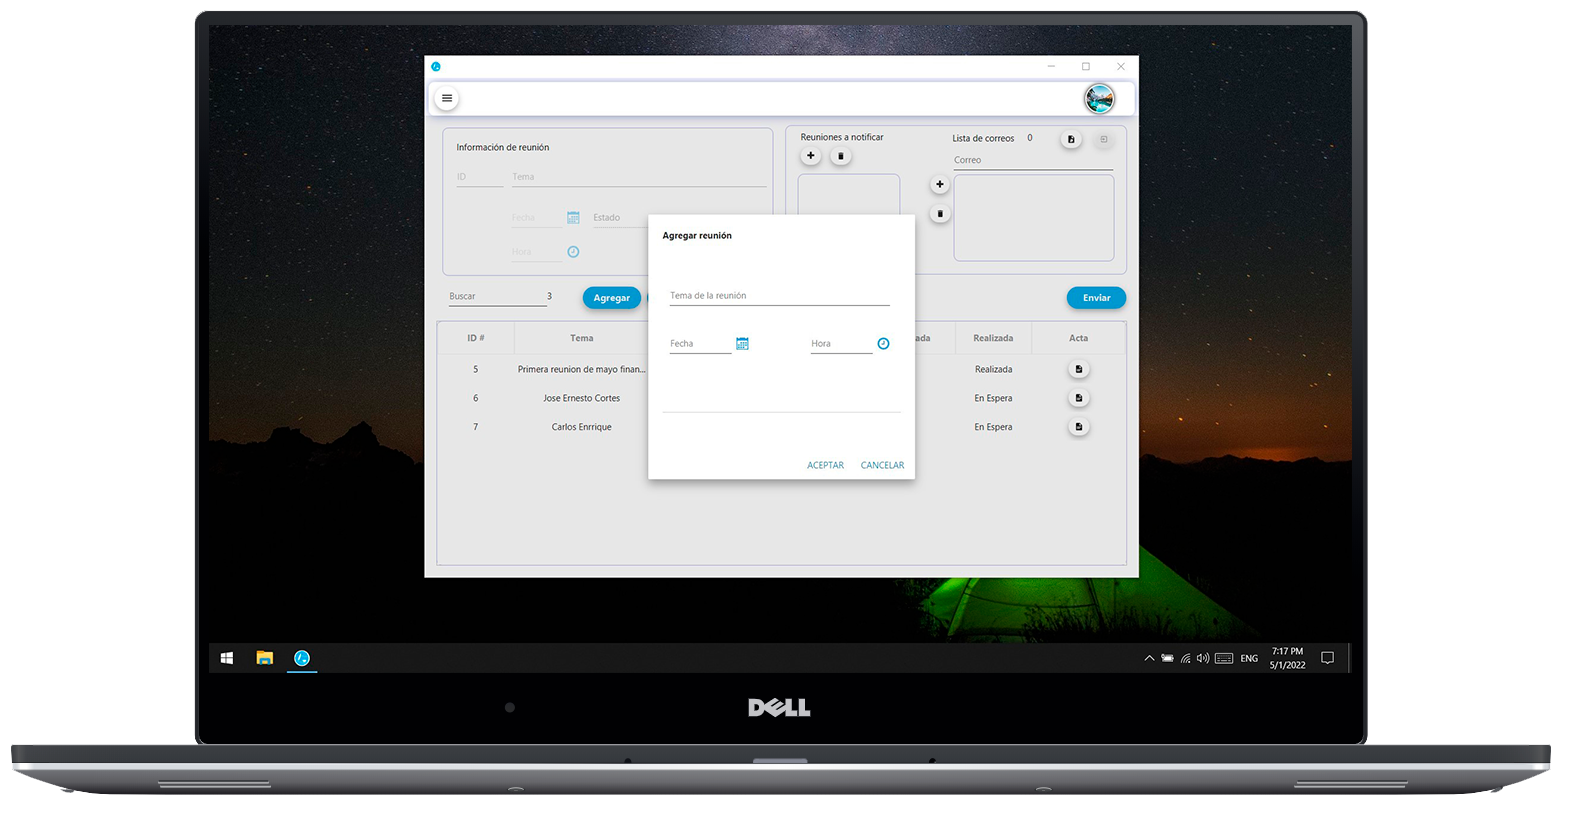 Información de reunión
ID
Tema
Fecha
Estado
Hora
Reuniones a notificar
Lista de correos 0
Correo
Agregar reunión
Tema de la reunión
Fecha
Hora
ACEPTAR CANCELAR
Buscar 3
Agregar
Enviar
ID # Tema ada Realizada Acta
5 Primera reunion de mayo finan... Realizada
6 Jose Ernesto Cortes En Espera
7 Carlos Enrrique En Espera
ENG
7:17 PM
5/1/2022
DELL